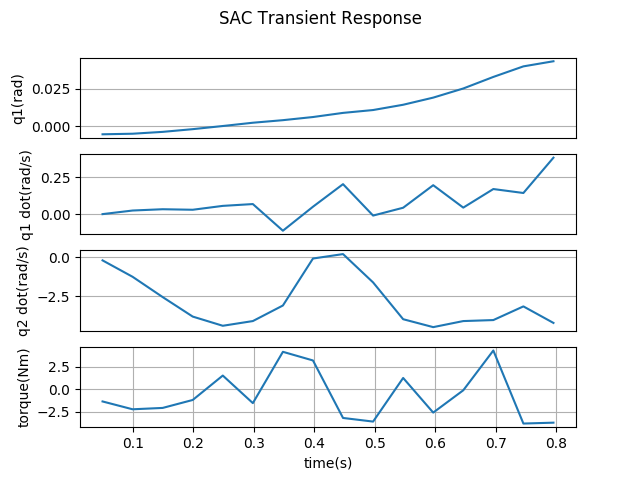 SAC Transient Response
q1(rad)
0.025
0.000
q1 dot(rad/s)
0.25
0.00
q2 dot(rad/s)
0.0
−2.5
torque(Nm)
2.5
0.0
−2.5
0.1 0.2 0.3 0.4 0.5 0.6 0.7 0.8
time(s)